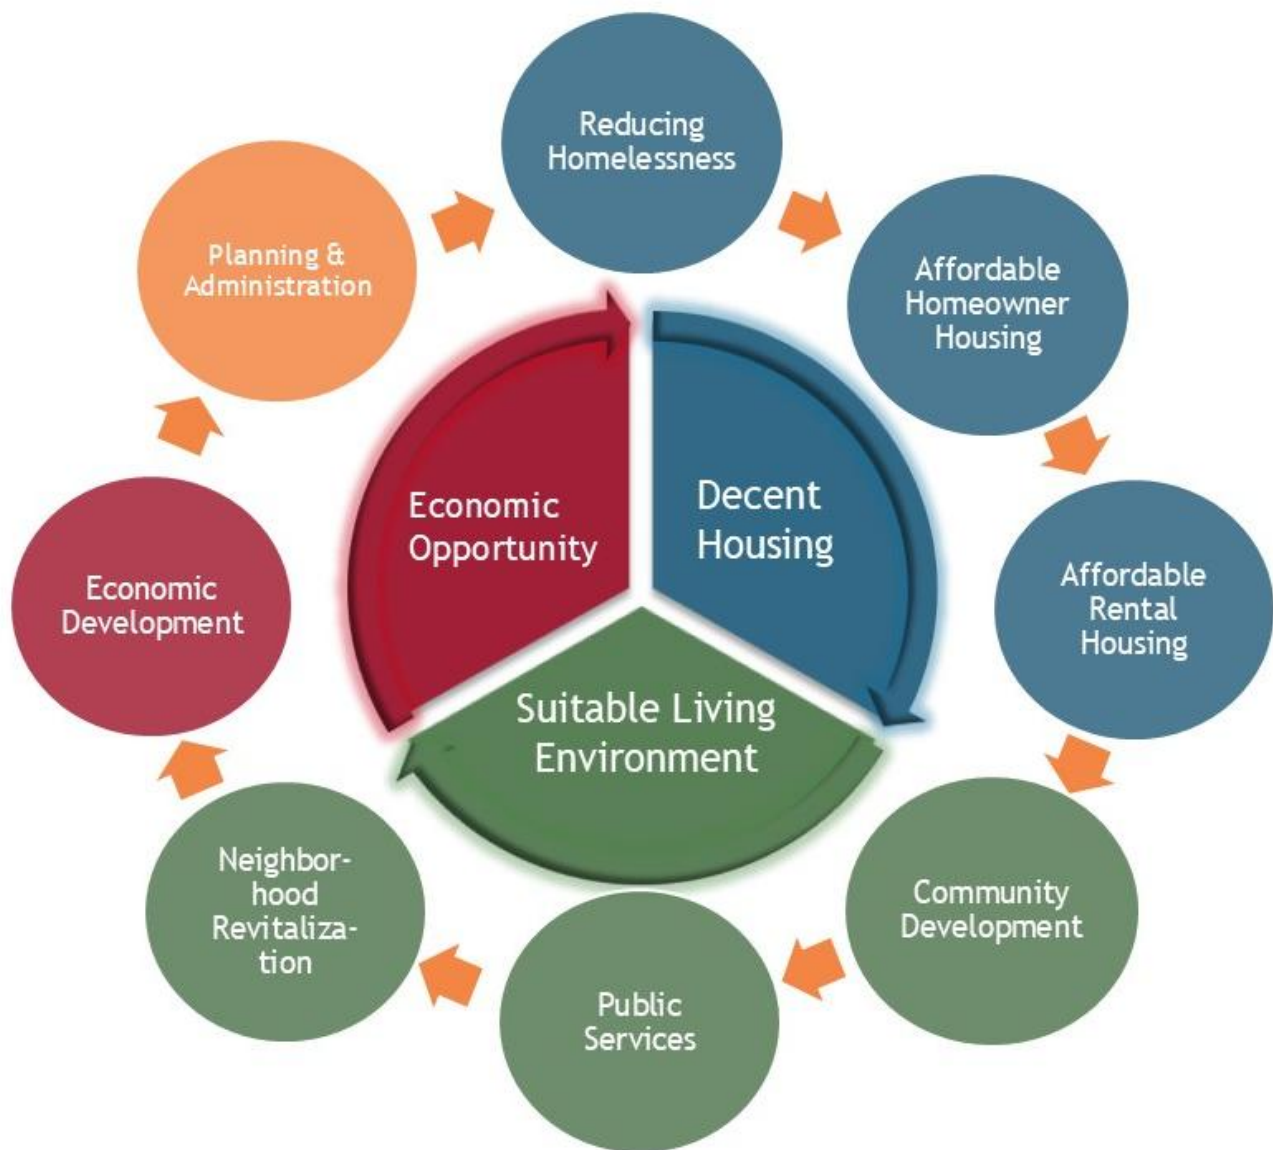 Reducing
Homelessness
Affordable
Homeowner
Housing
Affordable
Rental
Housing
Community
Development
Public
Services
Neighbor-
hood
Revitaliza-
tion
Economic
Development
Planning &
Administration
Economic
Opportunity
Decent
Housing
Suitable Living
Environment